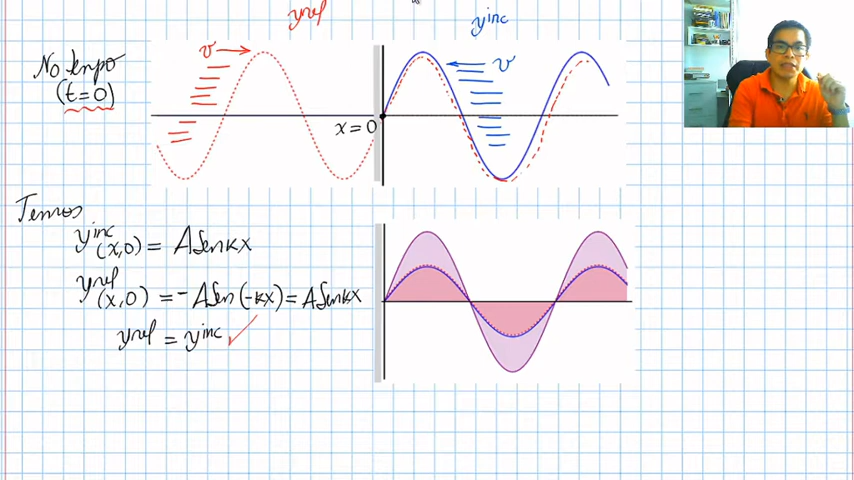 yref
yinc
No tempo
(t=0)
v
v
x=0
Temos
yinc(x,0) = A Sen kx
yref(x,0) = -A Sen(-kx) = A Sen kx
yref = yinc ✓